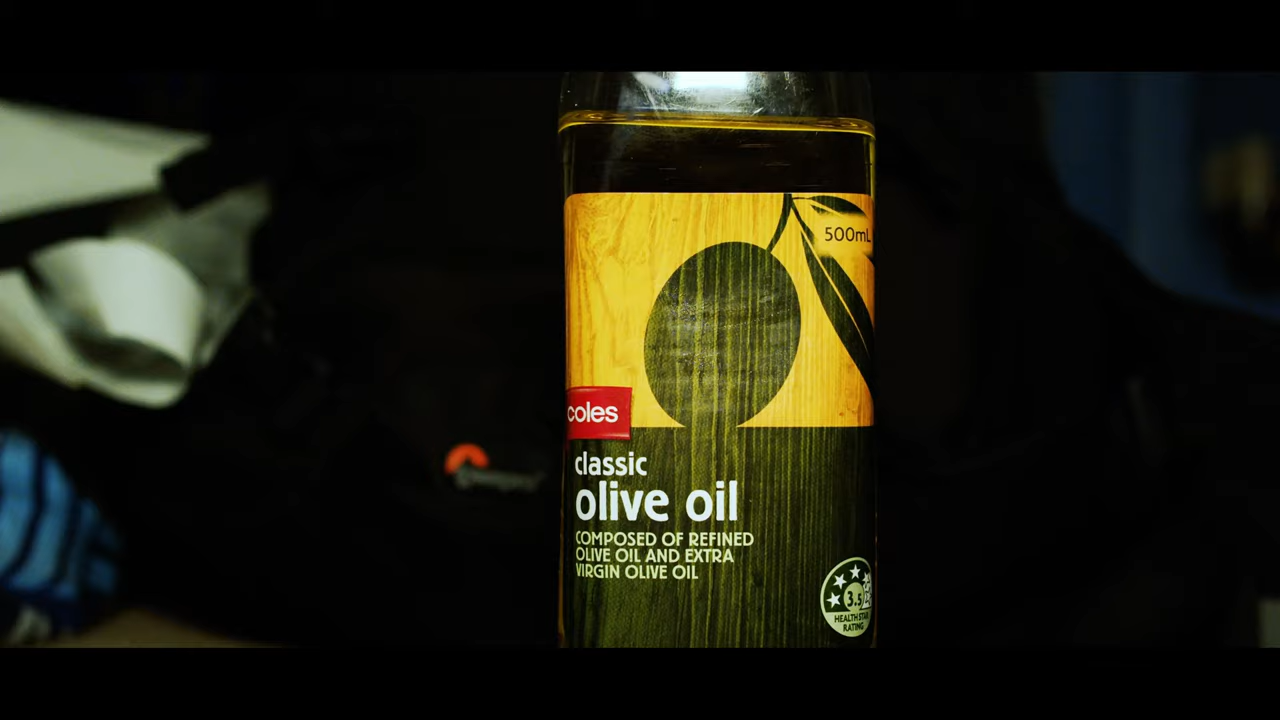 500mL
coles
classic
olive oil
COMPOSED OF REFINED
OLIVE OIL AND EXTRA
VIRGIN OLIVE OIL
3.5
HEALTH STAR
RATING